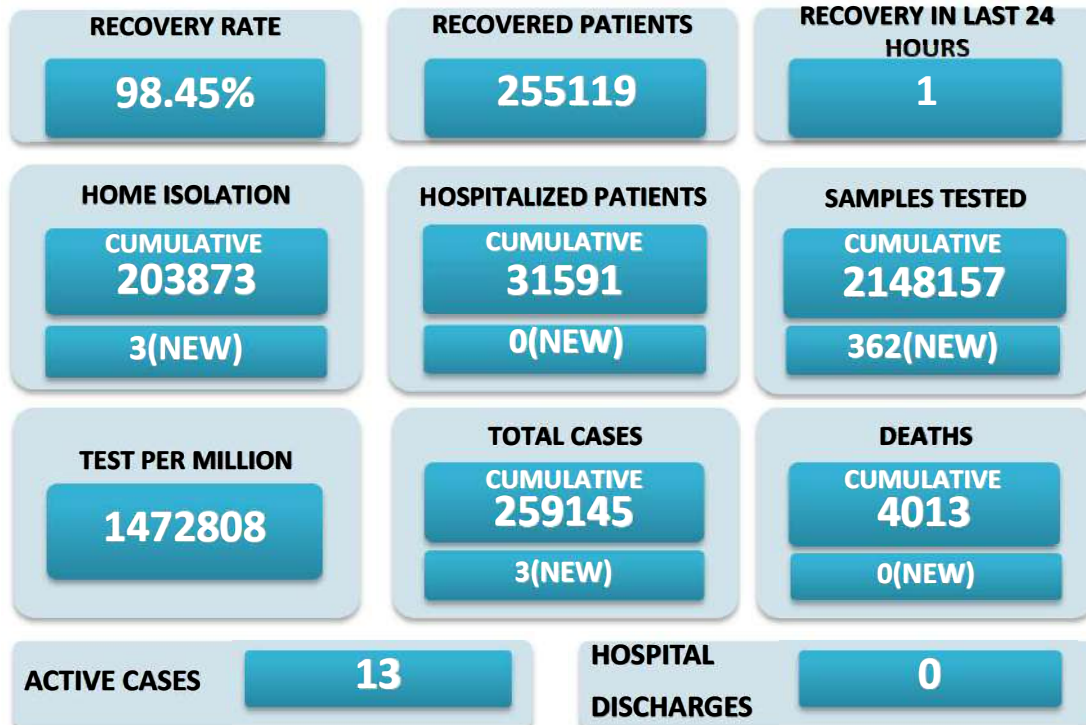 RECOVERY RATE
98.45%
RECOVERED PATIENTS
255119
RECOVERY IN LAST 24
HOURS
1
HOME ISOLATION
CUMULATIVE
203873
3(NEW)
HOSPITALIZED PATIENTS
CUMULATIVE
31591
0(NEW)
SAMPLES TESTED
CUMULATIVE
2148157
362(NEW)
TEST PER MILLION
1472808
TOTAL CASES
CUMULATIVE
259145
3(NEW)
DEATHS
CUMULATIVE
4013
0(NEW)
ACTIVE CASES
13
HOSPITAL
DISCHARGES
0